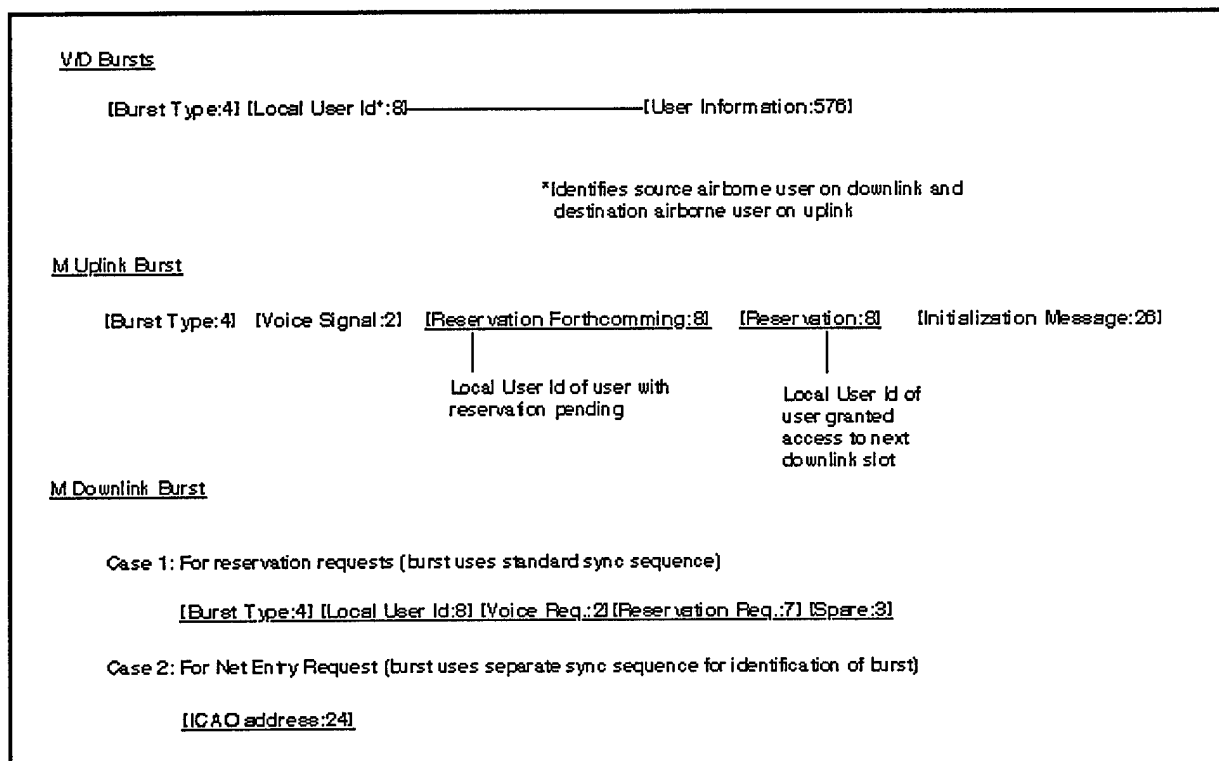 V/D Bursts
[Burst Type:4] [Local User Id*:8] [User Information:576]
*Identifies source airborne user on downlink and
destination airborne user on uplink
M Uplink Burst
[Burst Type:4] [Voice Signal:2] [Reservation Forthcomming:8] [Reservation:8] [Initialization Message:26]
Local User Id of user with
reservation pending
Local User Id of
user granted
access to next
downlink slot
M Downlink Burst
Case 1: For reservation requests (burst uses standard sync sequence)
[Burst Type:4] [Local User Id:8] [Voice Req.:2] [Reservation Req.:7] [Spare:3]
Case 2: For Net Entry Request (burst uses separate sync sequence for identification of burst)
[ICAO address:24]